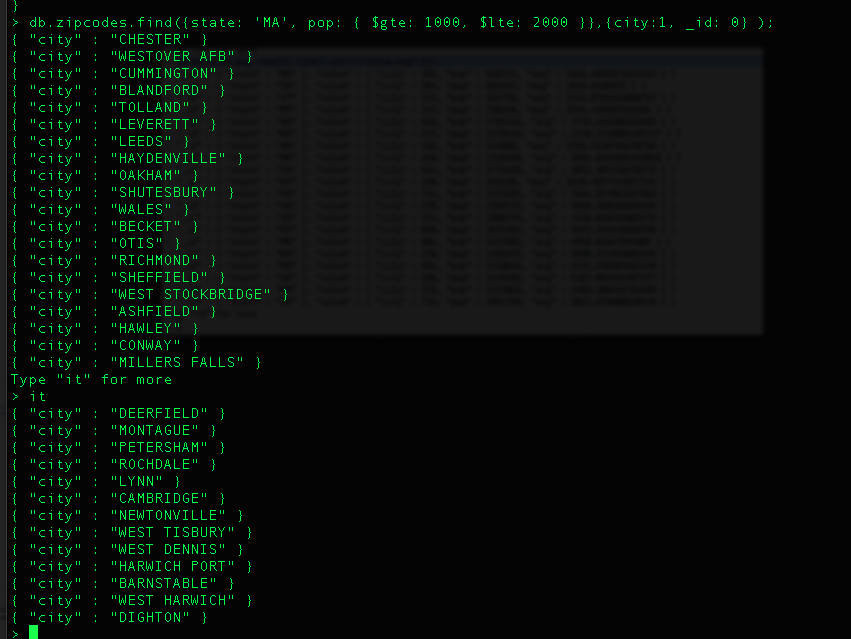 }
> db.zipcodes.find({state: 'MA', pop: { $gte: 1000, $lte: 2000 }},{city:1, _id: 0} );
{ "city" : "CHESTER" }
{ "city" : "WESTOVER AFB" }
{ "city" : "CUMMINGTON" }
{ "city" : "BLANDFORD" }
{ "city" : "TOLLAND" }
{ "city" : "LEVERETT" }
{ "city" : "LEEDS" }
{ "city" : "HAYDENVILLE" }
{ "city" : "OAKHAM" }
{ "city" : "SHUTESBURY" }
{ "city" : "WALES" }
{ "city" : "BECKET" }
{ "city" : "OTIS" }
{ "city" : "RICHMOND" }
{ "city" : "SHEFFIELD" }
{ "city" : "WEST STOCKBRIDGE" }
{ "city" : "ASHFIELD" }
{ "city" : "HAWLEY" }
{ "city" : "CONWAY" }
{ "city" : "MILLERS FALLS" }
Type "it" for more
> it
{ "city" : "DEERFIELD" }
{ "city" : "MONTAGUE" }
{ "city" : "PETERSHAM" }
{ "city" : "ROCHDALE" }
{ "city" : "LYNN" }
{ "city" : "CAMBRIDGE" }
{ "city" : "NEWTONVILLE" }
{ "city" : "WEST TISBURY" }
{ "city" : "WEST DENNIS" }
{ "city" : "HARWICH PORT" }
{ "city" : "BARNSTABLE" }
{ "city" : "WEST HARWICH" }
{ "city" : "DIGHTON" }
>